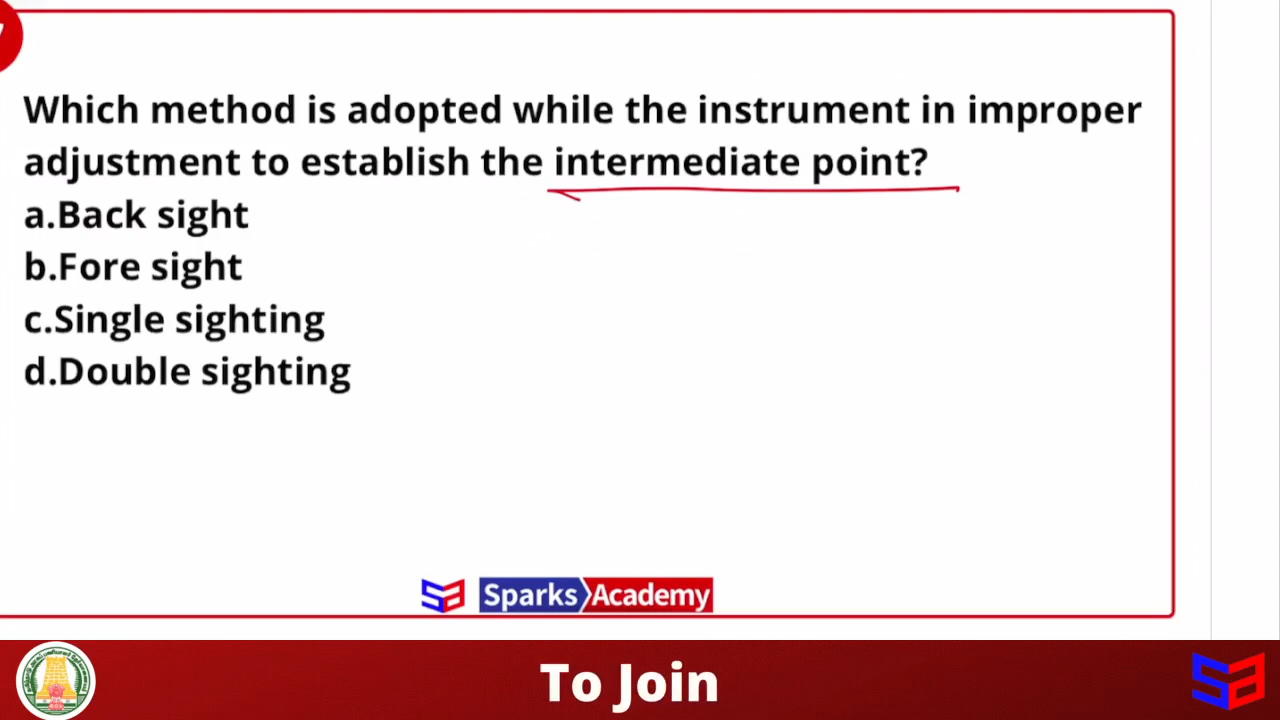 Which method is adopted while the instrument in improper
adjustment to establish the intermediate point?
a.Back sight
b.Fore sight
c.Single sighting
d.Double sighting
Sparks Academy
To Join